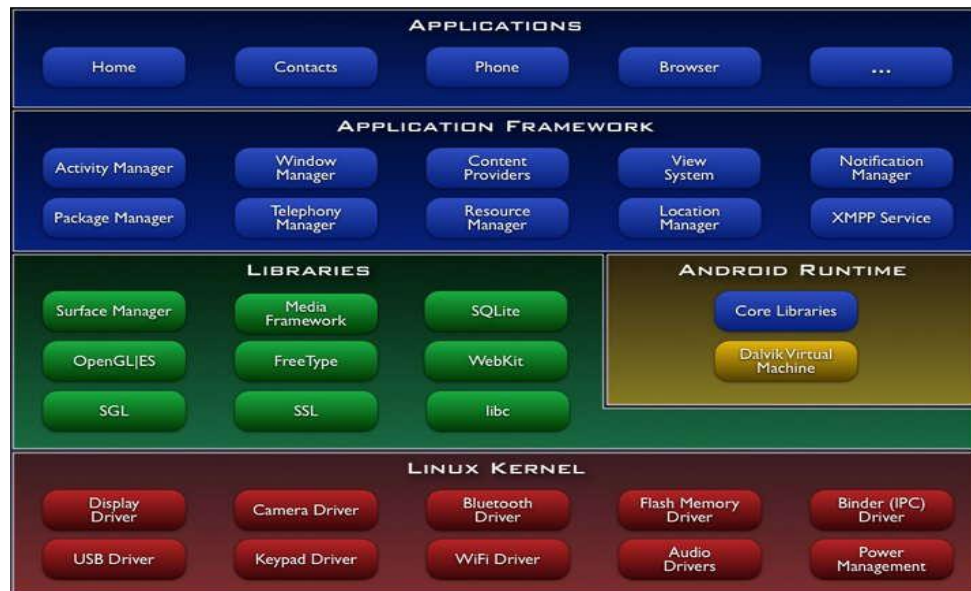 APPLICATIONS
Home
Contacts
Phone
Browser
...
APPLICATION FRAMEWORK
Activity Manager
Window
Manager
Content
Providers
View
System
Notification
Manager
Package Manager
Telephony
Manager
Resource
Manager
Location
Manager
XMPP Service
LIBRARIES
Surface Manager
Media
Framework
SQLite
OpenGL|ES
FreeType
WebKit
SGL
SSL
libc
ANDROID RUNTIME
Core Libraries
Dalvik Virtual
Machine
LINUX KERNEL
Display
Driver
Camera Driver
Bluetooth
Driver
Flash Memory
Driver
Binder (IPC)
Driver
USB Driver
Keypad Driver
WiFi Driver
Audio
Drivers
Power
Management